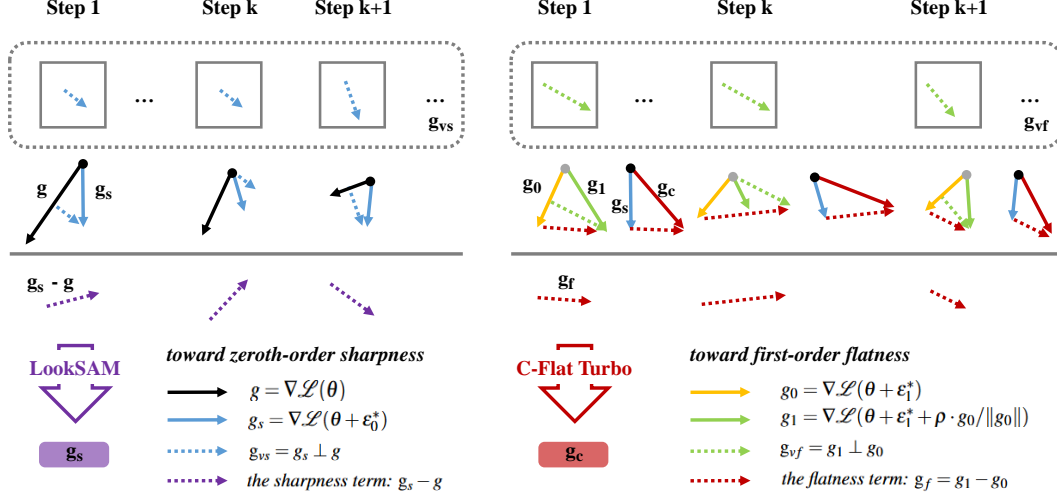 Step 1 Step k Step k+1 Step 1 Step k Step k+1
... ... ... ...
g_vs g_vf
g g_s g_0 g_1 g_s g_c
g_s - g g_f
toward zeroth-order sharpness toward first-order flatness
LookSAM C-Flat Turbo
g = ∇ℒ(θ) g_0 = ∇ℒ(θ + ε_1^*)
g_s = ∇ℒ(θ + ε_0^*) g_1 = ∇ℒ(θ + ε_1^* + ρ · g_0/‖g_0‖)
g_s g_vs = g_s ⊥ g g_c g_vf = g_1 ⊥ g_0
the sharpness term: g_s − g the flatness term: g_f = g_1 − g_0